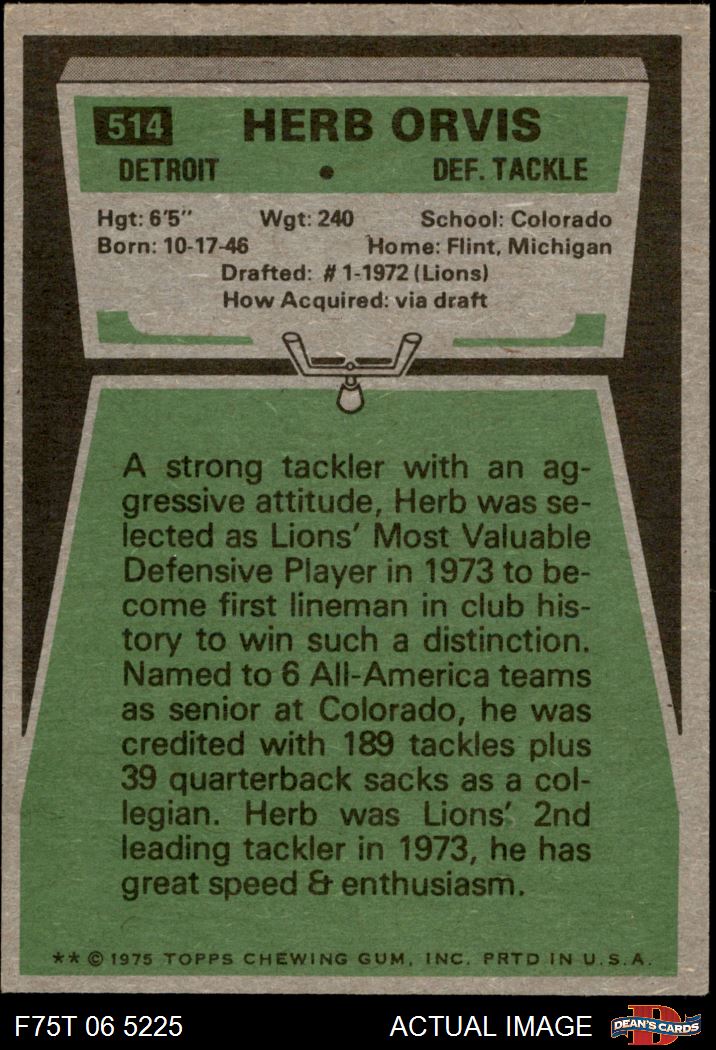 514 HERB ORVIS
DETROIT • DEF. TACKLE
Hgt: 6'5" Wgt: 240 School: Colorado
Born: 10-17-46 Home: Flint, Michigan
Drafted: #1-1972 (Lions)
How Acquired: via draft
A strong tackler with an ag-
gressive attitude, Herb was se-
lected as Lions' Most Valuable
Defensive Player in 1973 to be-
come first lineman in club his-
tory to win such a distinction.
Named to 6 All-America teams
as senior at Colorado, he was
credited with 189 tackles plus
39 quarterback sacks as a col-
legian. Herb was Lions' 2nd
leading tackler in 1973, he has
great speed & enthusiasm.
** © 1975 TOPPS CHEWING GUM, INC. PRTD IN U.S.A.
F75T 06 5225 ACTUAL IMAGE D DEAN'S CARDS